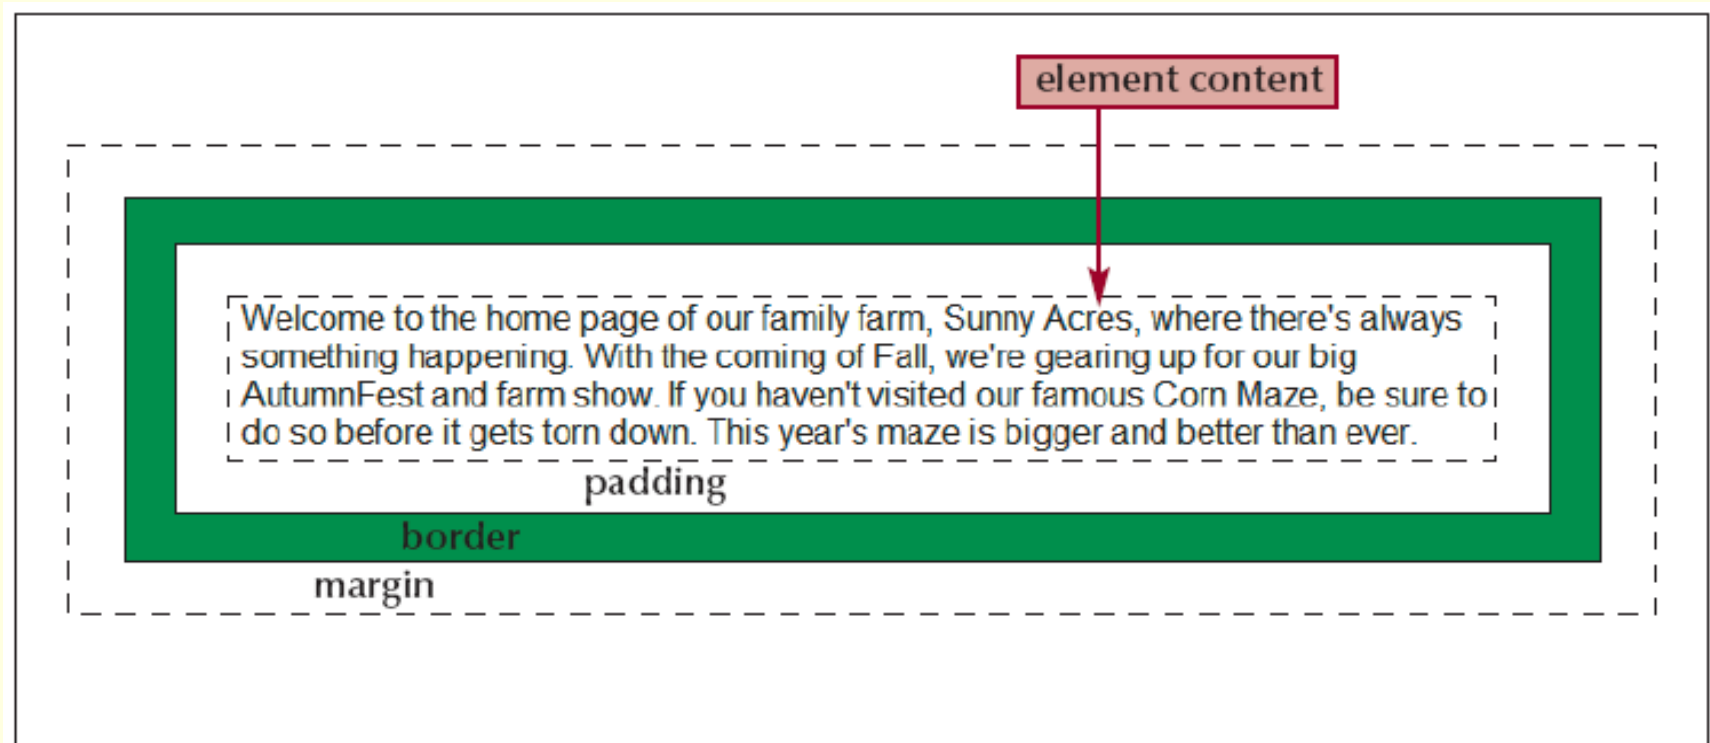 element content
Welcome to the home page of our family farm, Sunny Acres, where there's always
something happening. With the coming of Fall, we're gearing up for our big
AutumnFest and farm show. If you haven't visited our famous Corn Maze, be sure to
do so before it gets torn down. This year's maze is bigger and better than ever.
padding
border
margin